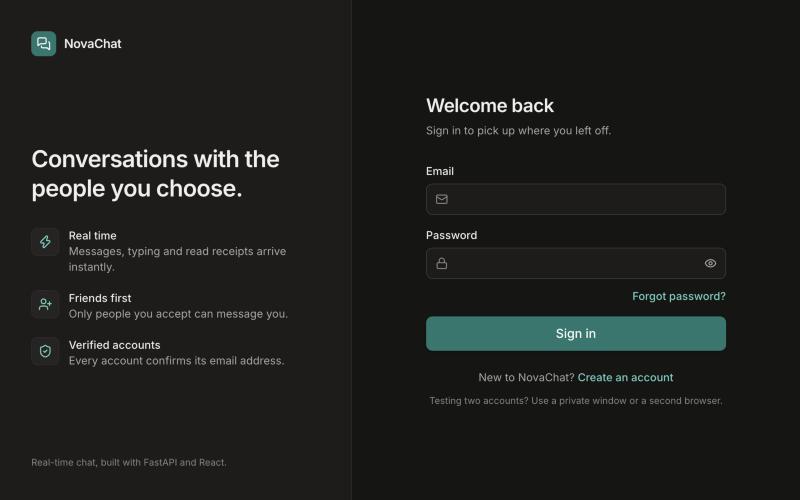 NovaChat
Conversations with the
people you choose.
Real time
Messages, typing and read receipts arrive
instantly.
Friends first
Only people you accept can message you.
Verified accounts
Every account confirms its email address.
Real-time chat, built with FastAPI and React.
Welcome back
Sign in to pick up where you left off.
Email
Password
Forgot password?
Sign in
New to NovaChat? Create an account
Testing two accounts? Use a private window or a second browser.